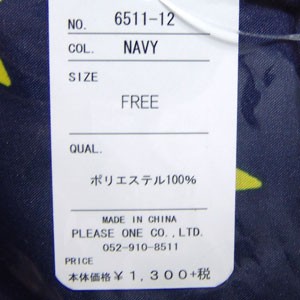 NO. 6511-12
COL. NAVY
SIZE
FREE
QUAL.
ポリエステル100%
MADE IN CHINA
PLEASE ONE CO.,LTD.
052-910-8511
PRICE
本体価格￥1,300+税